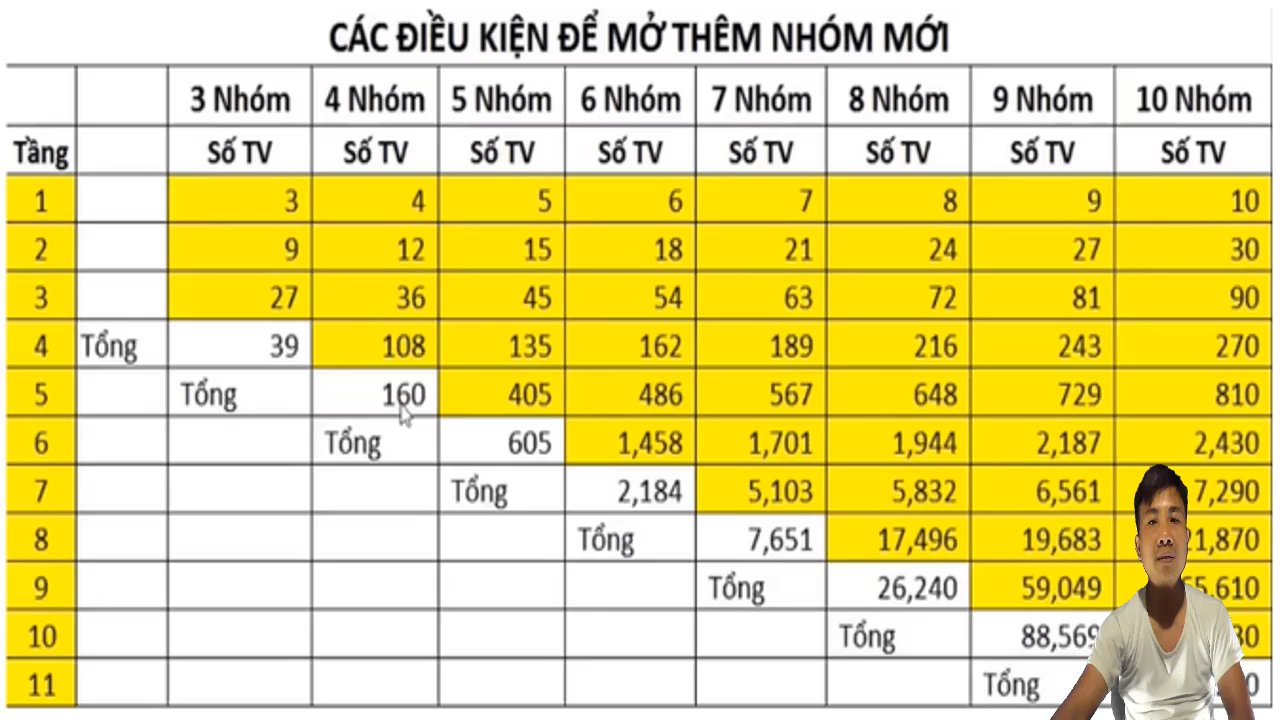 CÁC ĐIỀU KIỆN ĐỂ MỞ THÊM NHÓM MỚI
3 Nhóm 4 Nhóm 5 Nhóm 6 Nhóm 7 Nhóm 8 Nhóm 9 Nhóm 10 Nhóm
Tầng Số TV Số TV Số TV Số TV Số TV Số TV Số TV Số TV
1 3 4 5 6 7 8 9 10
2 9 12 15 18 21 24 27 30
3 27 36 45 54 63 72 81 90
4 Tổng 39 108 135 162 189 216 243 270
5 Tổng 160 405 486 567 648 729 810
6 Tổng 605 1,458 1,701 1,944 2,187 2,430
7 Tổng 2,184 5,103 5,832 6,561 7,290
8 Tổng 7,651 17,496 19,683
9 Tổng 26,240 59,049
10 Tổng 88,569
11 Tổng